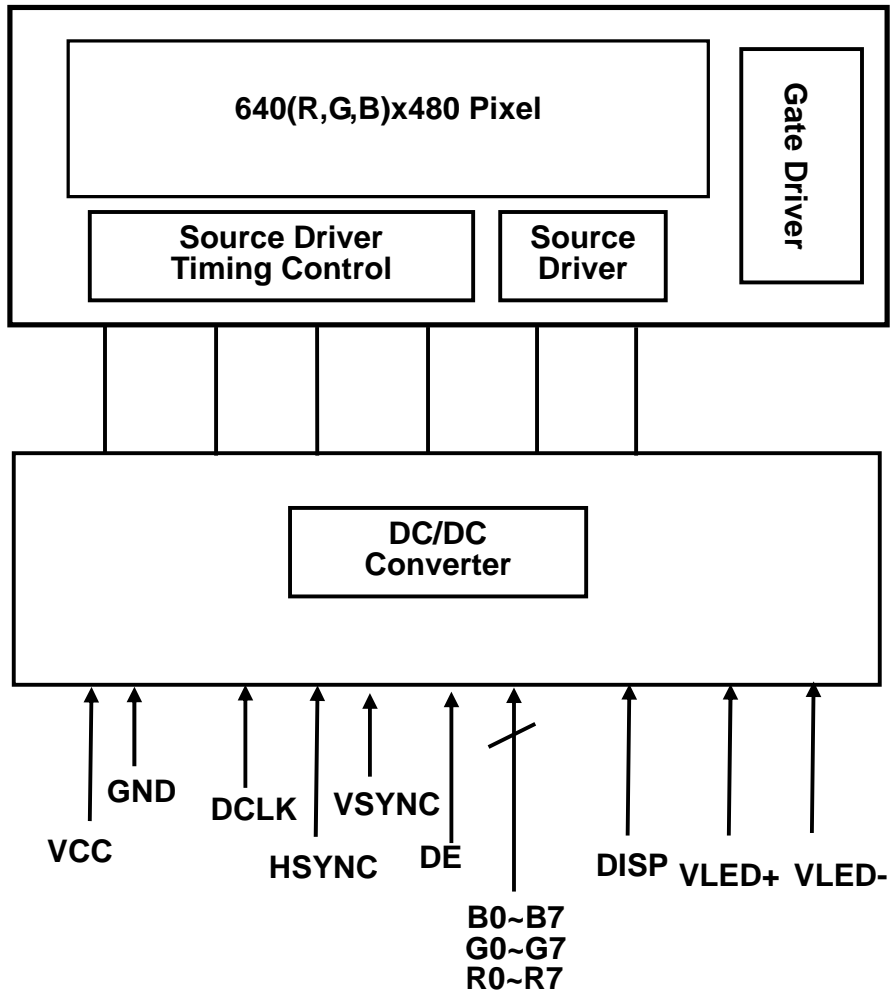 640(R,G,B)x480 Pixel
Gate Driver
Source Driver
Timing Control
Source
Driver
DC/DC
Converter
GND
DCLK
VSYNC
VCC
HSYNC
DE
DISP
VLED+
VLED-
B0~B7
G0~G7
R0~R7